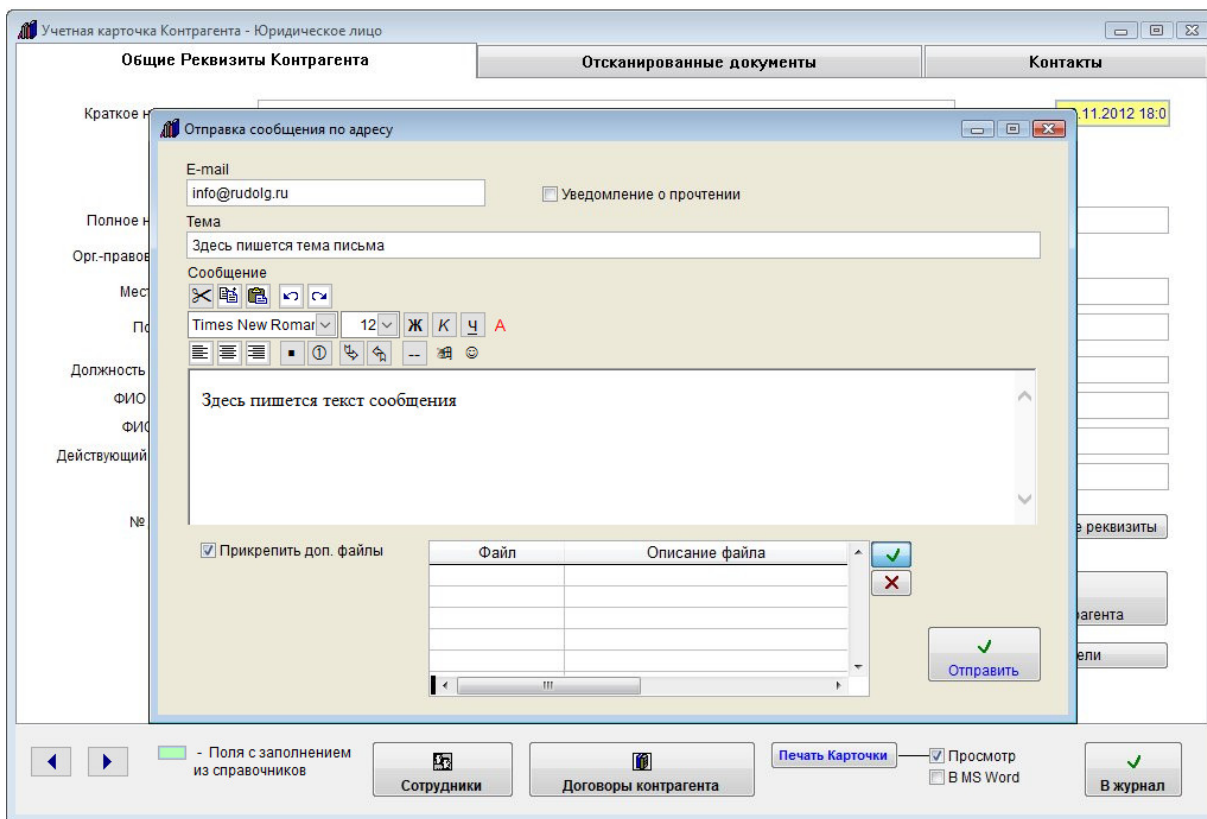 Учетная карточка Контрагента - Юридическое лицо
Общие Реквизиты Контрагента
Отсканированные документы
Контакты
Краткое н
.11.2012 18:0
Отправка сообщения по адресу
E-mail
info@rudolg.ru
Уведомление о прочтении
Полное н
Тема
Здесь пишется тема письма
Орг.-правов
Сообщение
Мес
Times New Roman
12
Ж К Ч А
По
Должность
Здесь пишется текст сообщения
ФИО
ФИО
Действующий
№
е реквизиты
Прикрепить доп. файлы
Файл
Описание файла
рагента
ели
Отправить
- Поля с заполнением
из справочников
Сотрудники
Договоры контрагента
Печать Карточки
Просмотр
В MS Word
В журнал